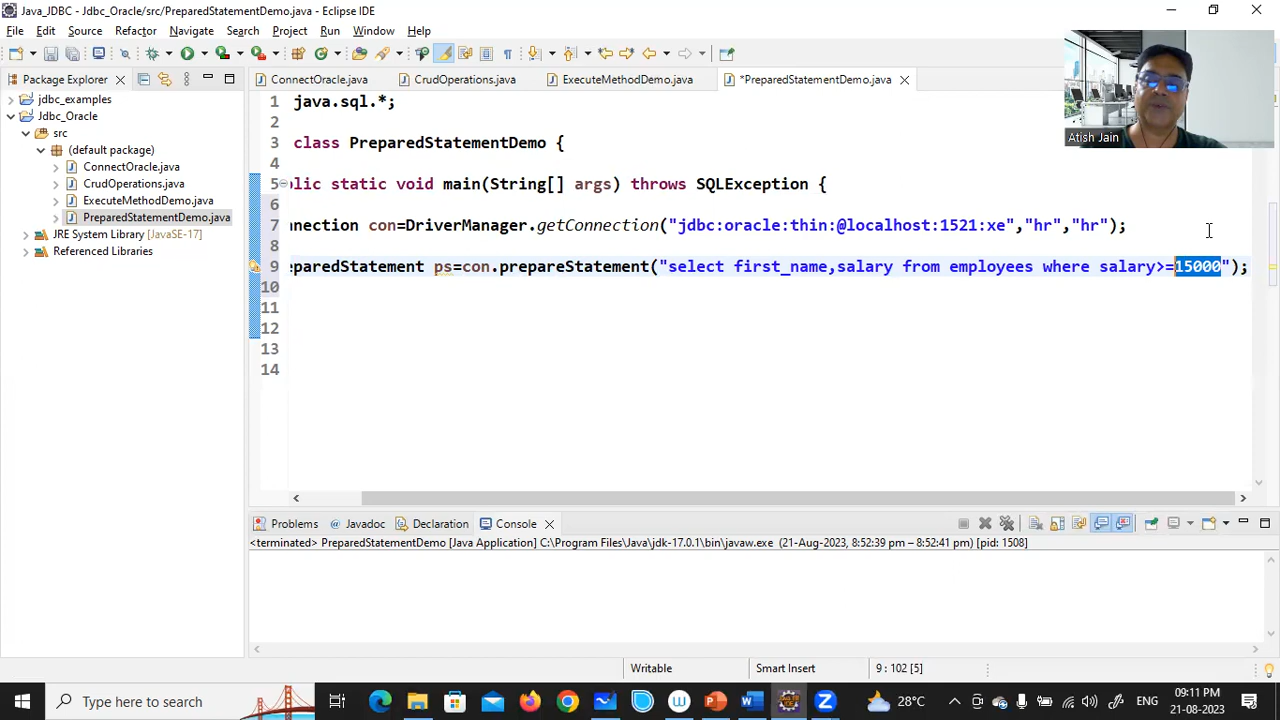 Java_JDBC - Jdbc_Oracle/src/PreparedStatementDemo.java - Eclipse IDE
File Edit Source Refactor Navigate Search Project Run Window Help
Package Explorer
ConnectOracle.java CrudOperations.java ExecuteMethodDemo.java *PreparedStatementDemo.java
jdbc_examples
Jdbc_Oracle
src
(default package)
ConnectOracle.java
CrudOperations.java
ExecuteMethodDemo.java
PreparedStatementDemo.java
JRE System Library [JavaSE-17]
Referenced Libraries
1 java.sql.*;
2
3 class PreparedStatementDemo {
4
5 lic static void main(String[] args) throws SQLException {
6
7 nnection con=DriverManager.getConnection("jdbc:oracle:thin:@localhost:1521:xe","hr","hr");
8
9 eparedStatement ps=con.prepareStatement("select first_name,salary from employees where salary>=15000");
10
11
12
13
14
Atish Jain
Problems Javadoc Declaration Console
<terminated> PreparedStatementDemo [Java Application] C:\Program Files\Java\jdk-17.0.1\bin\javaw.exe (21-Aug-2023, 8:52:39 pm – 8:52:41 pm) [pid: 1508]
Writable Smart Insert 9 : 102 [5]
Type here to search
28°C
ENG
09:11 PM
21-08-2023